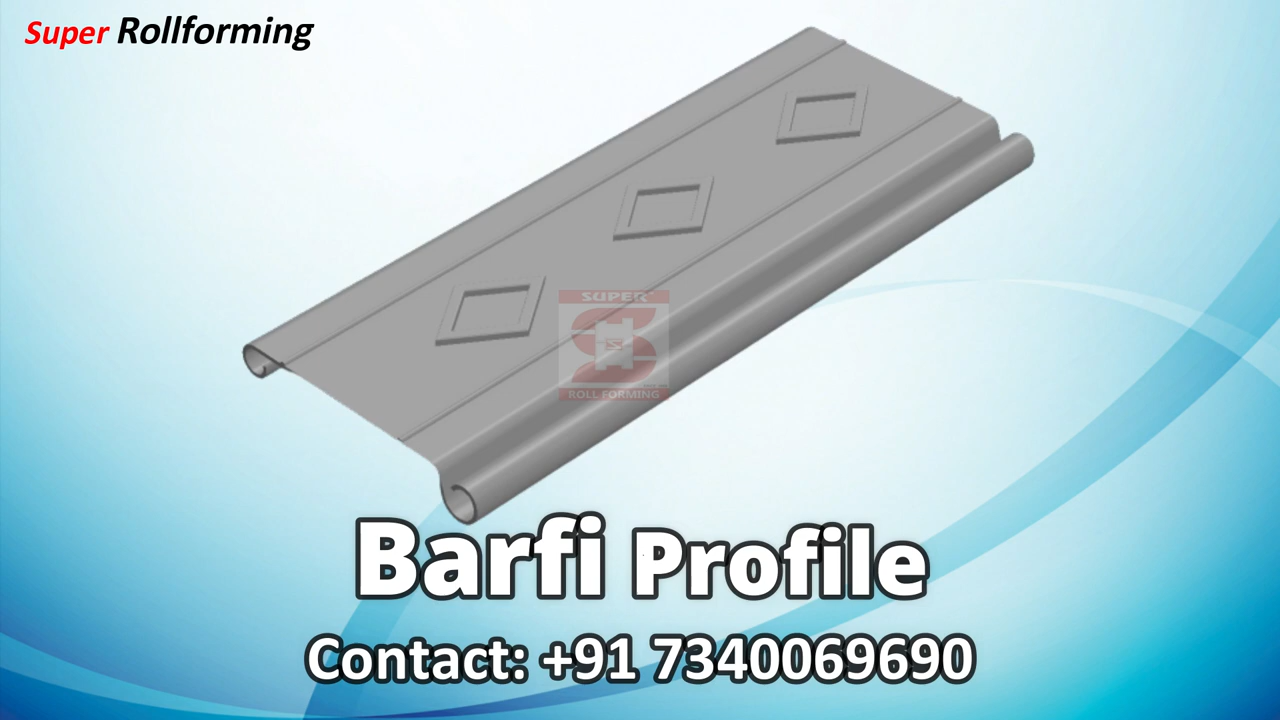 Super Rollforming
SUPER
ROLL FORMING
Barfi Profile
Contact: +91 7340069690